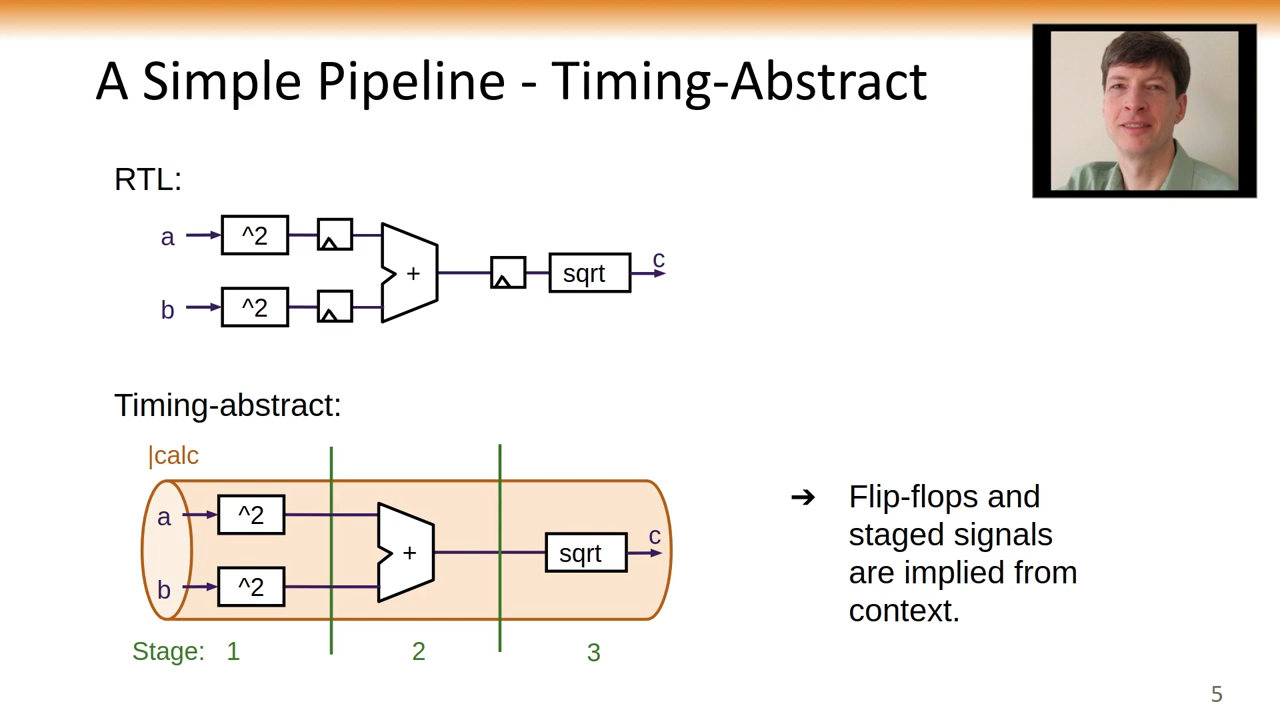 A Simple Pipeline - Timing-Abstract
RTL:
a ^2
+ sqrt c
b ^2
Timing-abstract:
|calc
a ^2
+ sqrt c
b ^2
Stage: 1 2 3
➔ Flip-flops and
staged signals
are implied from
context.
5